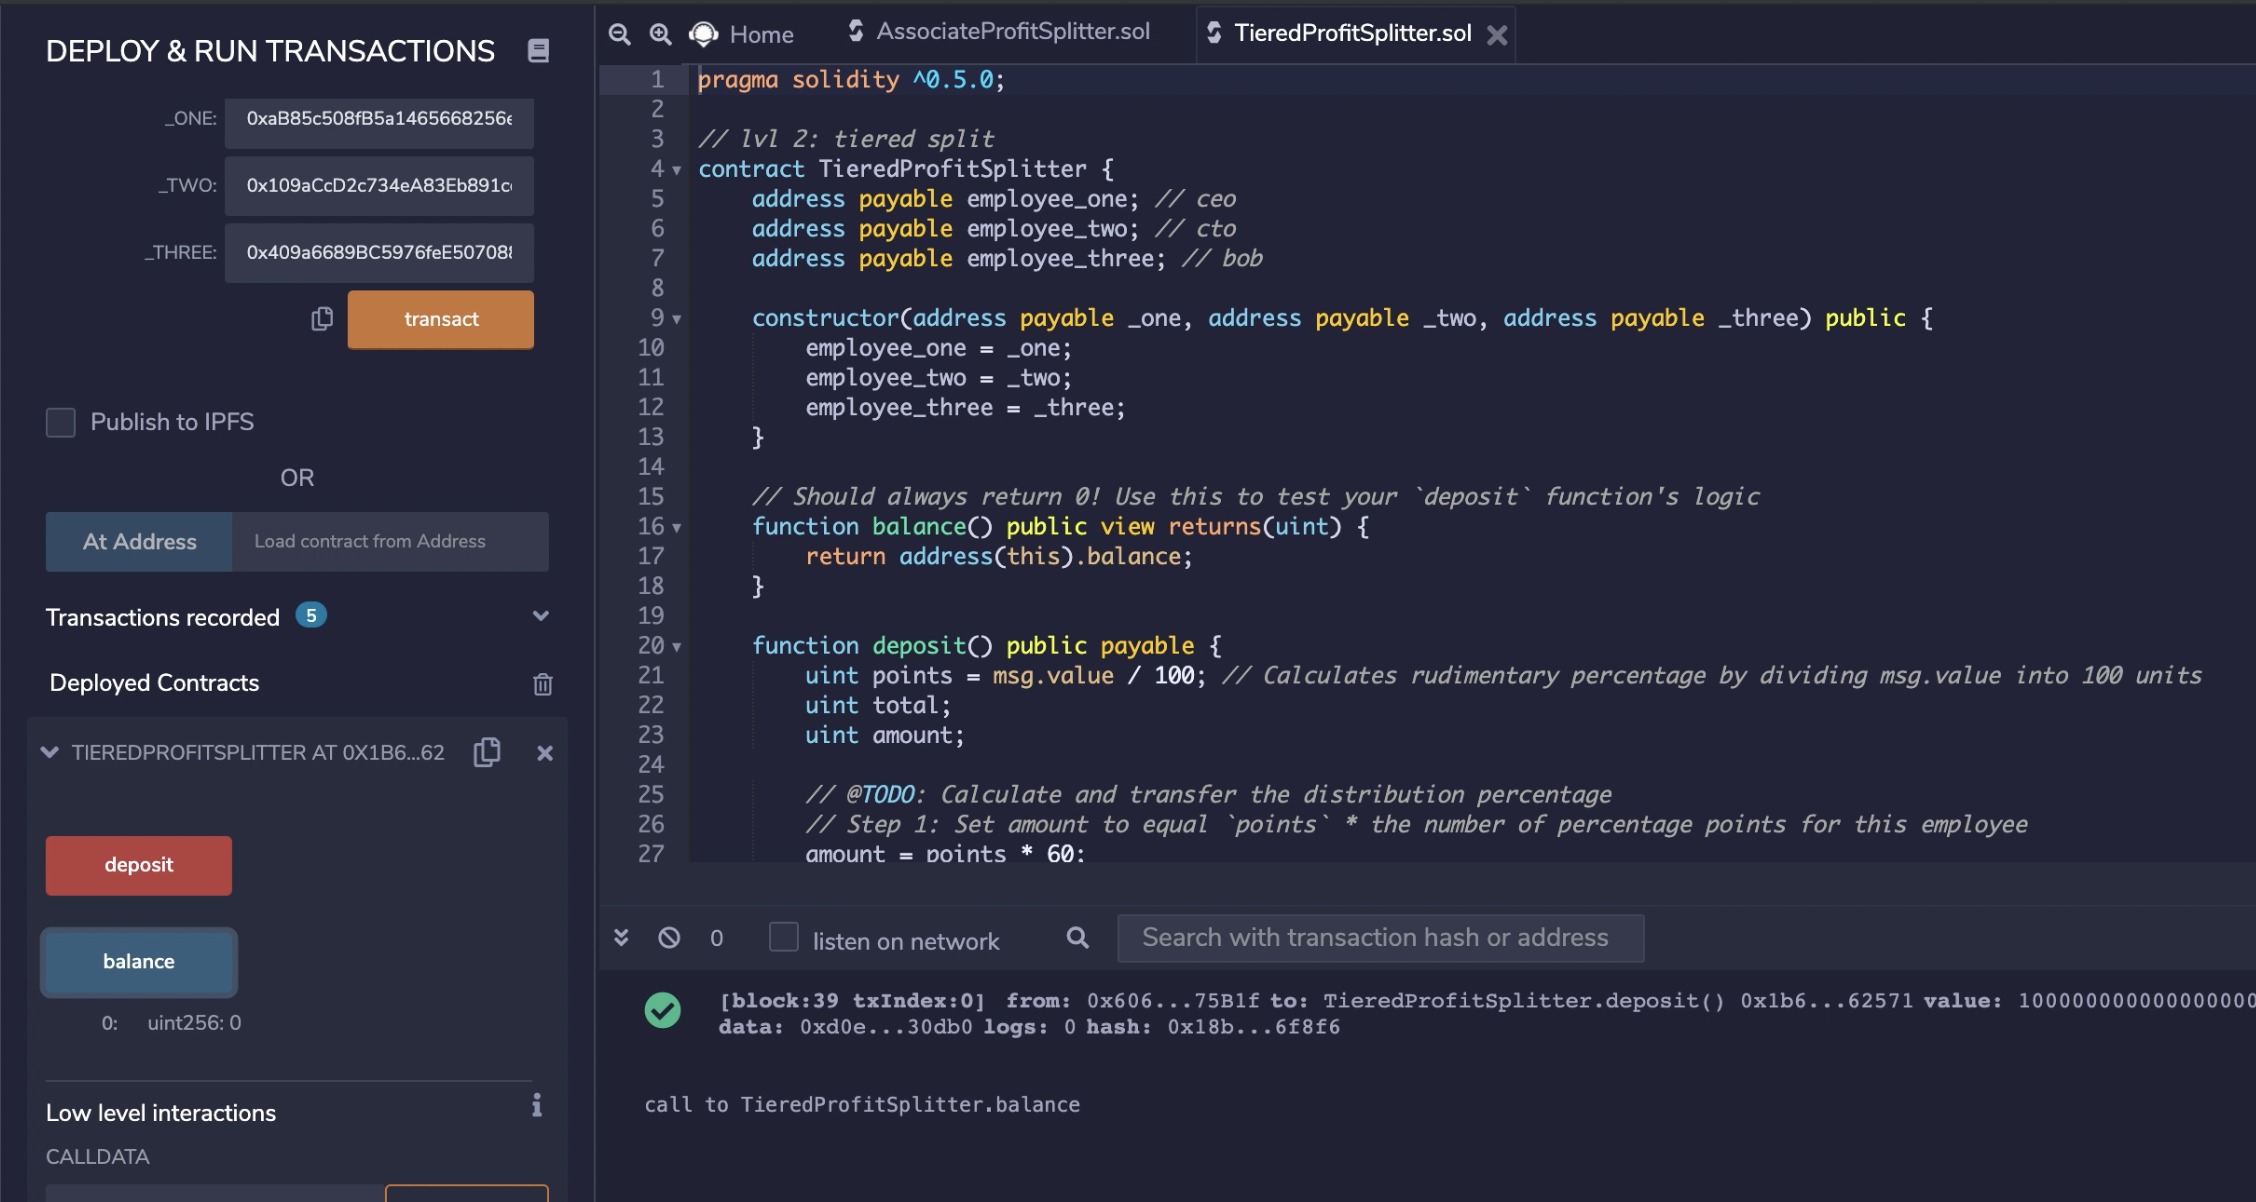 DEPLOY & RUN TRANSACTIONS
_ONE: 0xaB85c508fB5a1465668256e
_TWO: 0x109aCcD2c734eA83Eb891c
_THREE: 0x409a6689BC5976feE50708
transact
Publish to IPFS
OR
At Address Load contract from Address
Transactions recorded 5
Deployed Contracts
TIEREDPROFITSPLITTER AT 0X1B6...62
deposit
balance
0: uint256: 0
Low level interactions
CALLDATA
Home AssociateProfitSplitter.sol TieredProfitSplitter.sol
1 pragma solidity ^0.5.0;
2
3 // lvl 2: tiered split
4 contract TieredProfitSplitter {
5 address payable employee_one; // ceo
6 address payable employee_two; // cto
7 address payable employee_three; // bob
8
9 constructor(address payable _one, address payable _two, address payable _three) public {
10 employee_one = _one;
11 employee_two = _two;
12 employee_three = _three;
13 }
14
15 // Should always return 0! Use this to test your `deposit` function's logic
16 function balance() public view returns(uint) {
17 return address(this).balance;
18 }
19
20 function deposit() public payable {
21 uint points = msg.value / 100; // Calculates rudimentary percentage by dividing msg.value into 100 units
22 uint total;
23 uint amount;
24
25 // @TODO: Calculate and transfer the distribution percentage
26 // Step 1: Set amount to equal `points` * the number of percentage points for this employee
27 amount = points * 60;
0 listen on network Search with transaction hash or address
[block:39 txIndex:0] from: 0x606...75B1f to: TieredProfitSplitter.deposit() 0x1b6...62571 value: 100000000000000000
data: 0xd0e...30db0 logs: 0 hash: 0x18b...6f8f6
call to TieredProfitSplitter.balance